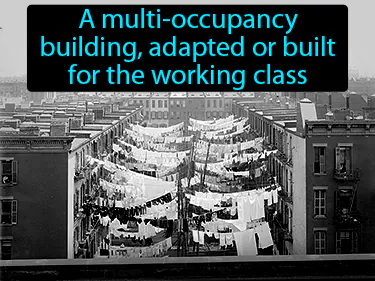 A multi-occupancy
building, adapted or built
for the working class